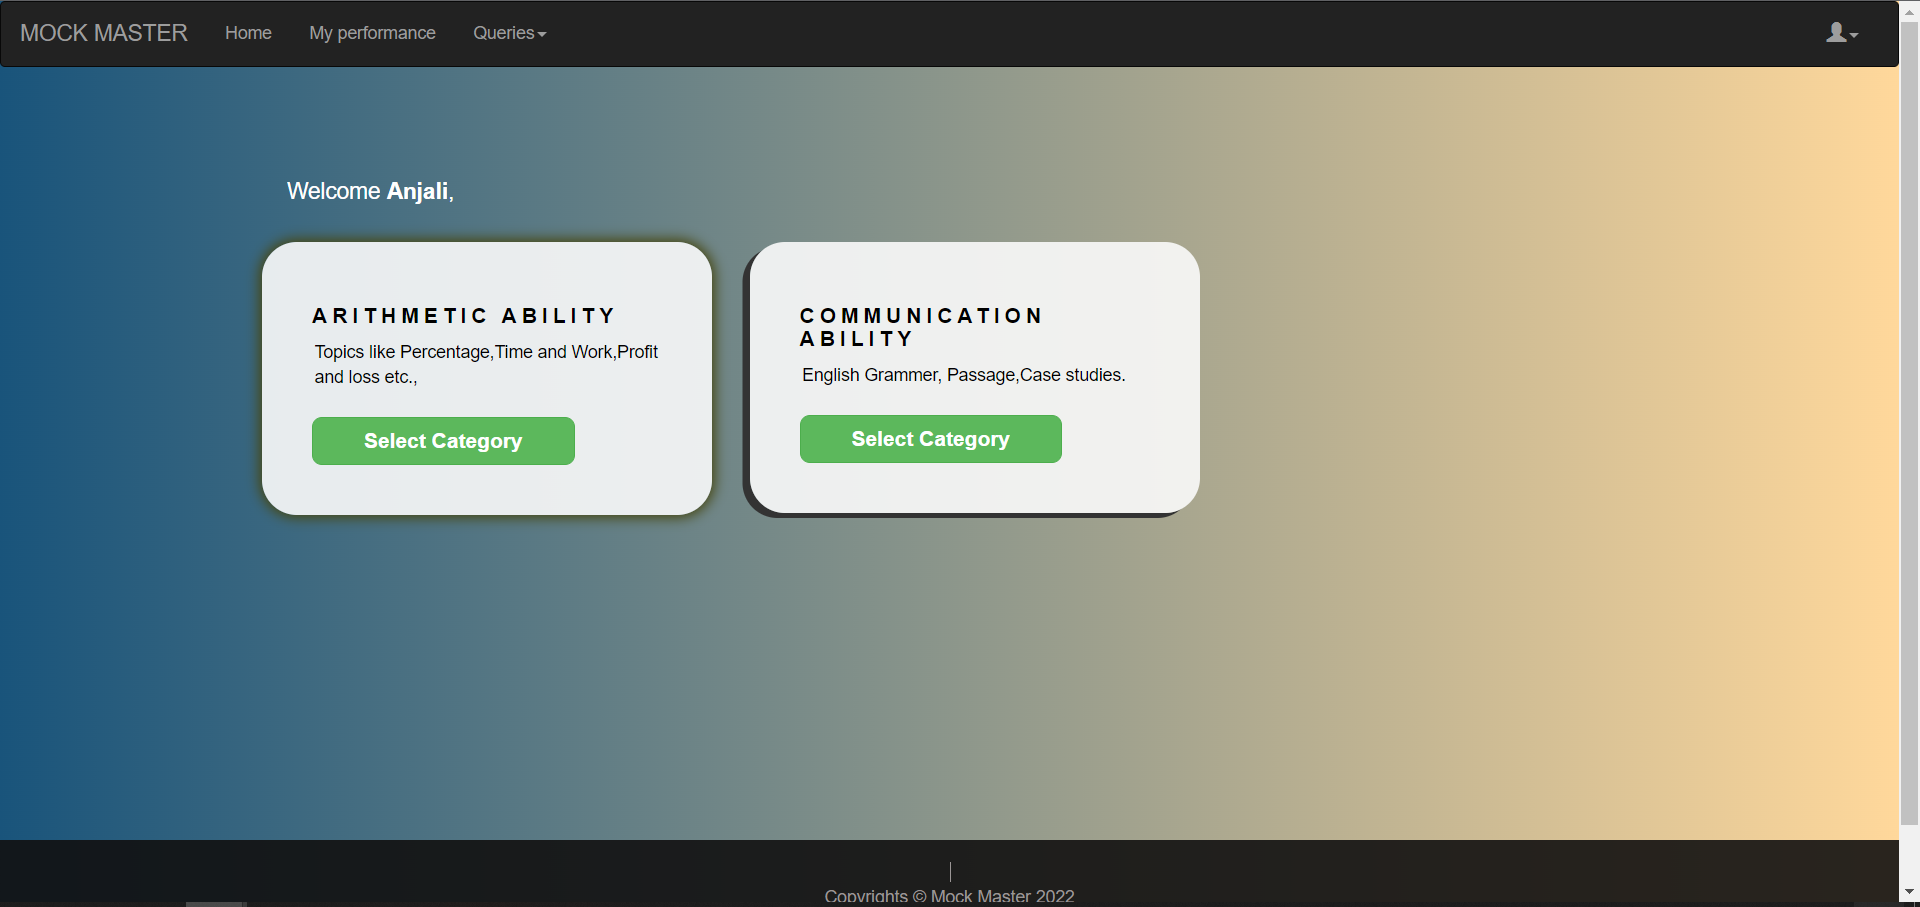 MOCK MASTER Home My performance Queries
Welcome Anjali,
ARITHMETIC ABILITY
Topics like Percentage,Time and Work,Profit
and loss etc.,
Select Category
COMMUNICATION
ABILITY
English Grammer, Passage,Case studies.
Select Category
|
Copyrights © Mock Master 2022